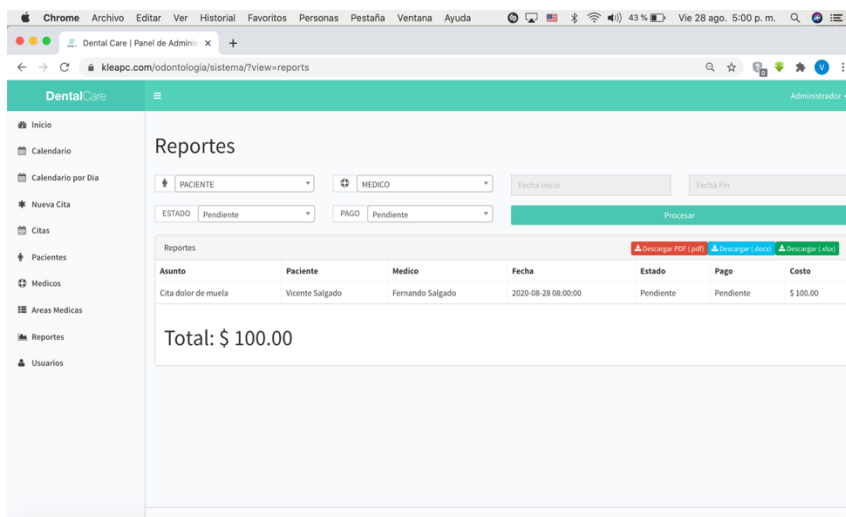 Chrome Archivo Editar Ver Historial Favoritos Personas Pestaña Ventana Ayuda 43 % Vie 28 ago. 5:00 p. m.
Dental Care | Panel de Adminis
kleapc.com/odontologia/sistema/?view=reports
DentalCare Administrador
Inicio
Calendario
Calendario por Dia
Nueva Cita
Citas
Pacientes
Medicos
Areas Medicas
Reportes
Usuarios
Reportes
PACIENTE MEDICO Fecha inicio Fecha Fin
ESTADO Pendiente PAGO Pendiente Procesar
Reportes Descargar PDF (.pdf) Descargar (.docx) Descargar (.xlsx)
Asunto Paciente Medico Fecha Estado Pago Costo
Cita dolor de muela Vicente Salgado Fernando Salgado 2020-08-28 08:00:00 Pendiente Pendiente $ 100.00
Total: $ 100.00